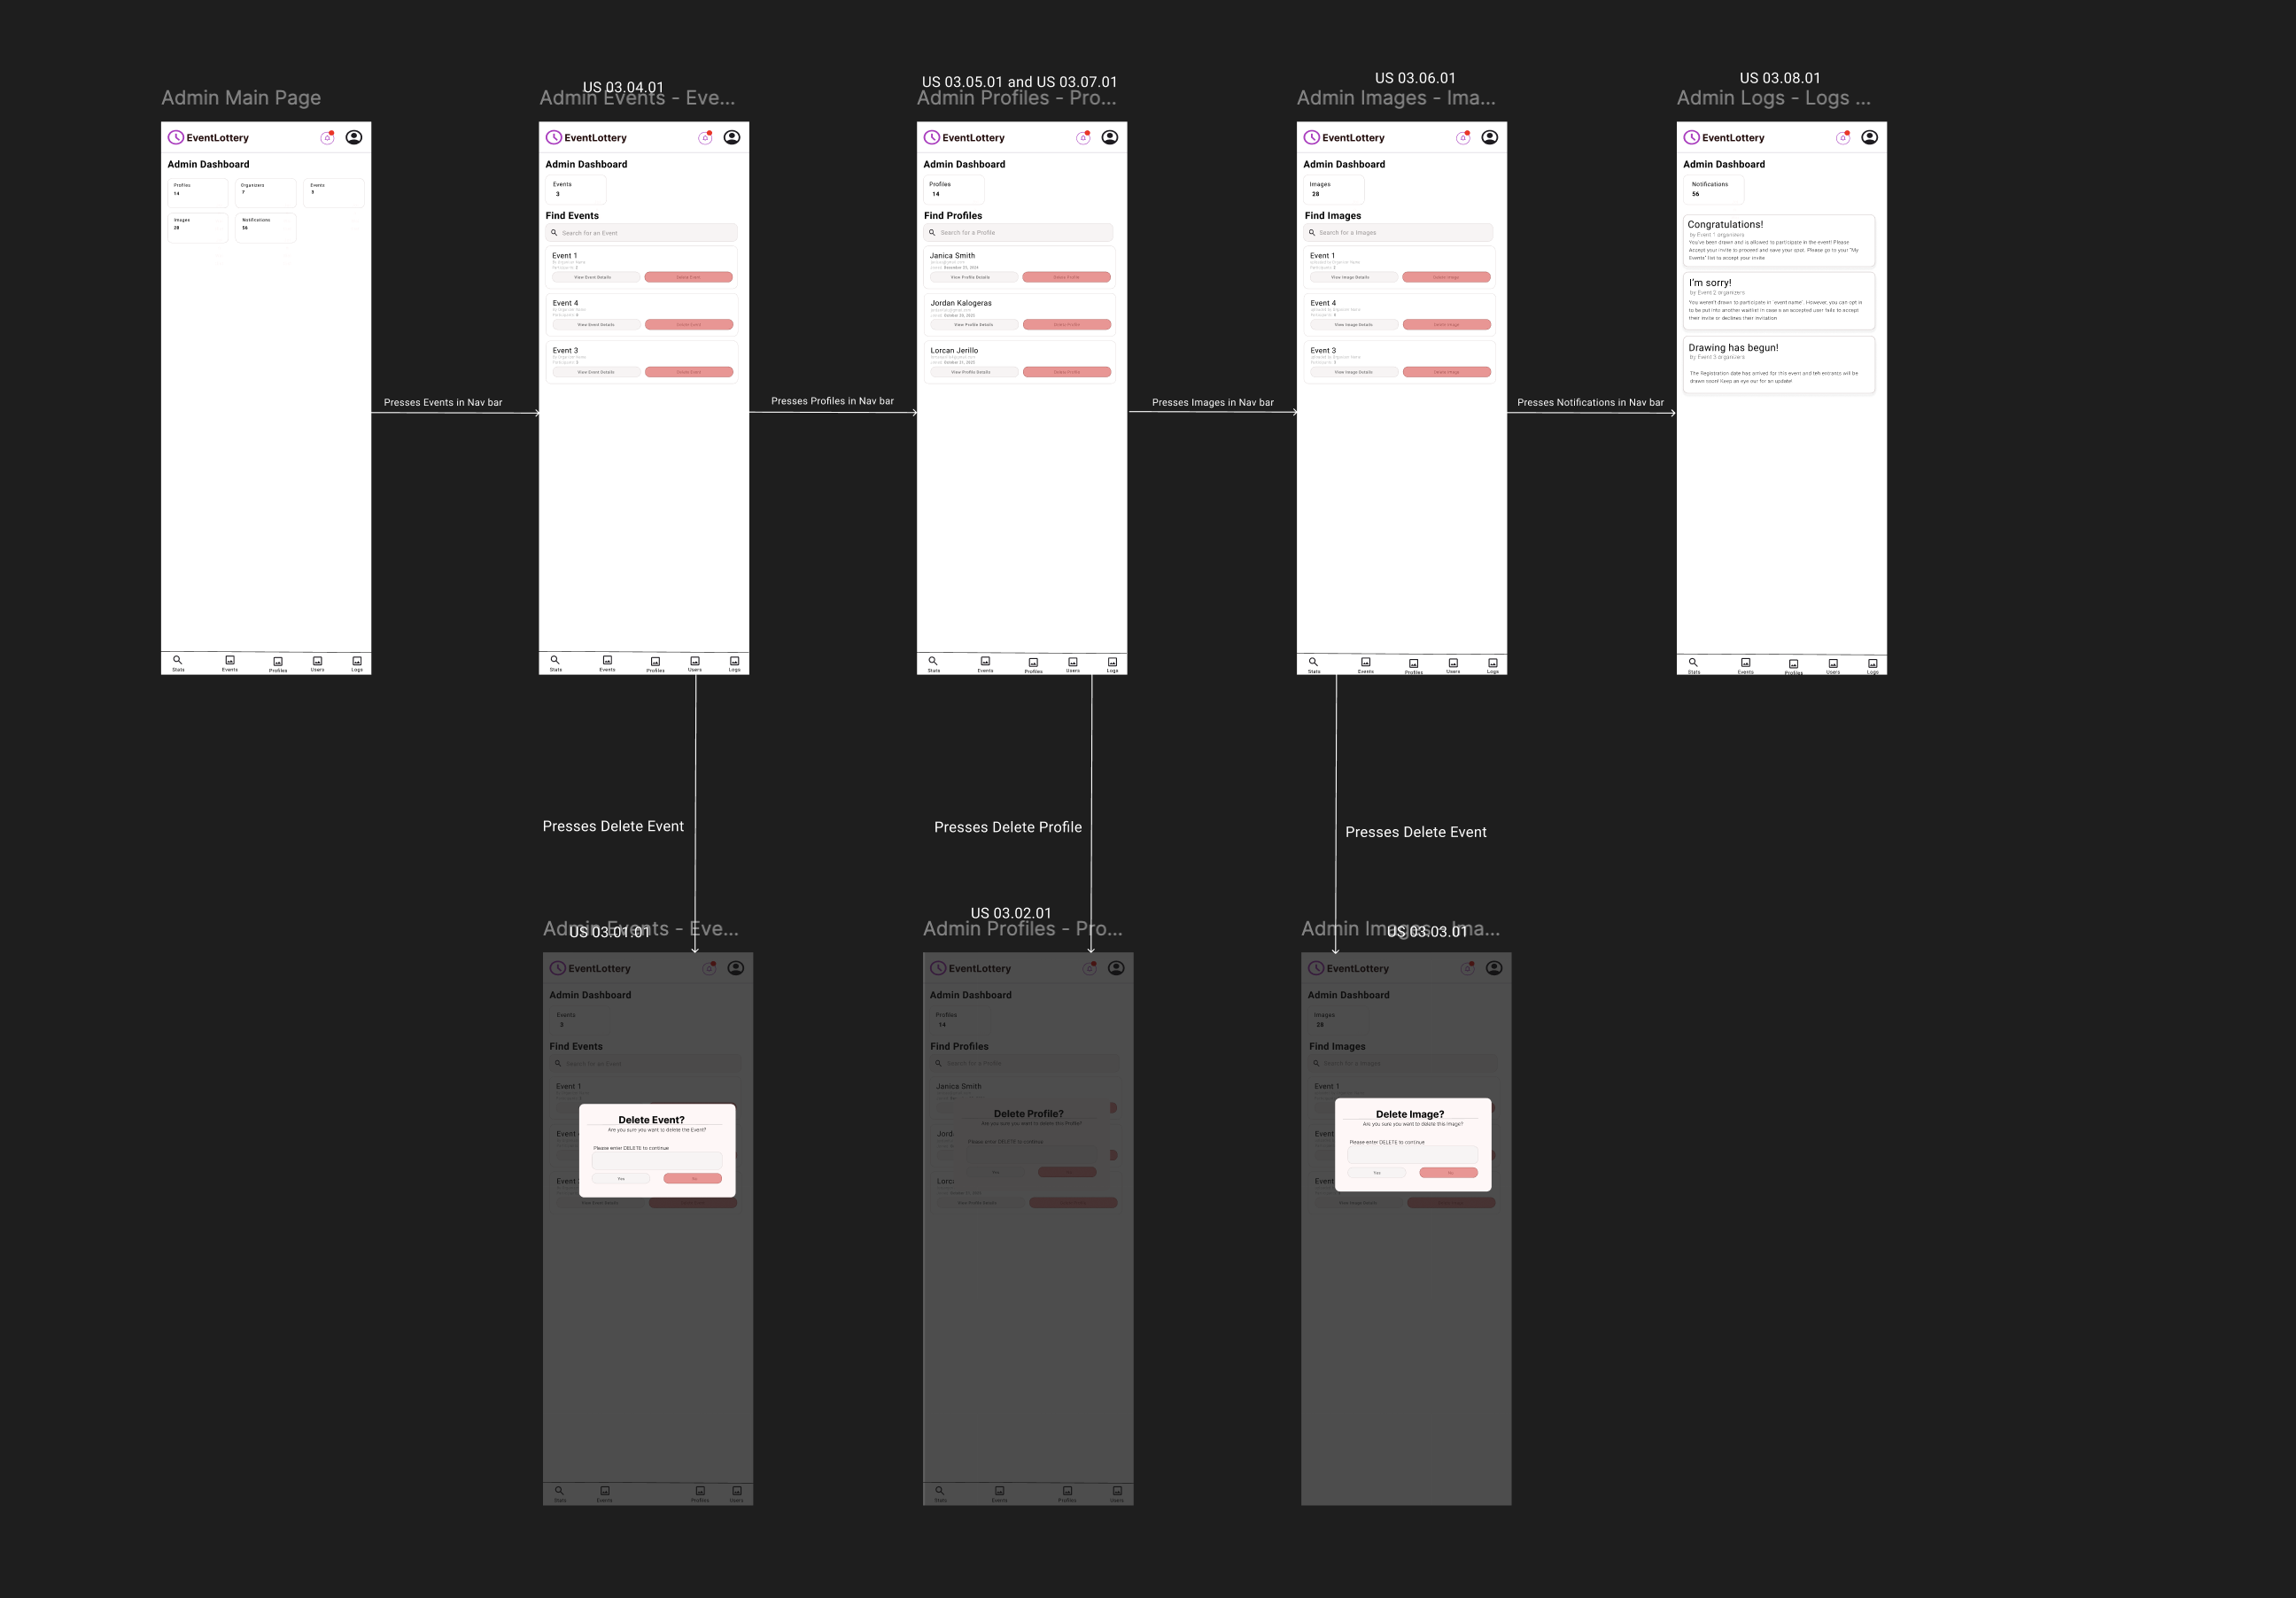 US 03.04.01
US 03.05.01 and US 03.07.01
US 03.06.01
US 03.08.01
Admin Main Page
Admin Events - Eve...
Admin Profiles - Pro...
Admin Images - Ima...
Admin Logs - Logs ...
EventLottery
Admin Dashboard
Profiles
14
Organizers
7
Events
Images
28
Notifications
56
Stats
Events
Profiles
Users
Logs
Presses Events in Nav bar
EventLottery
Admin Dashboard
Events
3
Find Events
Search for an Event
Event 1
By Organizer Name
Participants: 2
View Event Details
Delete Event
Event 4
By Organizer Name
View Event Details
Delete Event
Event 3
By Organizer Name
View Event Details
Delete Event
Stats
Events
Profiles
Users
Logs
Presses Profiles in Nav bar
EventLottery
Admin Dashboard
Profiles
14
Find Profiles
Search for a Profile
Janica Smith
View Profile Details
Delete Profile
Jordan Kalogeras
View Profile Details
Delete Profile
Lorcan Jerillo
View Profile Details
Delete Profile
Stats
Events
Profiles
Users
Logs
Presses Images in Nav bar
EventLottery
Admin Dashboard
Images
28
Find Images
Search for a Images
Event 1
View Image Details
Delete Image
Event 4
View Image Details
Delete Image
Event 3
View Image Details
Delete Image
Stats
Events
Profiles
Users
Logs
Presses Notifications in Nav bar
EventLottery
Admin Dashboard
Notifications
56
Congratulations!
by Event 1 organizers
You've been drawn and is allowed to participate in the event! Please
Accept your invite to proceed and save your spot. Please go to your "My
Events" list to accept your invite
I'm sorry!
by Event 2 organizers
You weren't drawn to participate in 'event name'. However, you can opt in
to be put into another waitlist in case is an accepted user fails to accept
their invite or declines their invitation
Drawing has begun!
by Event 3 organizers
The Registration date has arrived for this event and teh entrants will be
drawn soon! Keep an eye our for an update!
Stats
Events
Profiles
Users
Logs
Presses Delete Event
Presses Delete Profile
Presses Delete Event
US 03.01.01
US 03.02.01
US 03.03.01
Admin Events - Eve...
Admin Profiles - Pro...
Admin Images - Ima...
EventLottery
Admin Dashboard
Events
3
Find Events
Search for an Event
Event 1
Event
Delete Event?
Are you sure you want to delete the Event?
Please enter DELETE to continue
Yes
No
Event
View Event Details
Stats
Events
Profiles
Users
EventLottery
Admin Dashboard
Profiles
14
Find Profiles
Search for a Profile
Janica Smith
Jord
Delete Profile?
Are you sure you want to delete this Profile?
Please enter DELETE to continue
Yes
Lorc
View Profile Details
Stats
Events
Profiles
Users
EventLottery
Admin Dashboard
Images
28
Find Images
Search for a Images
Event 1
Event
Delete Image?
Are you sure you want to delete this image?
Please enter DELETE to continue
Yes
No
Event
View Image Details